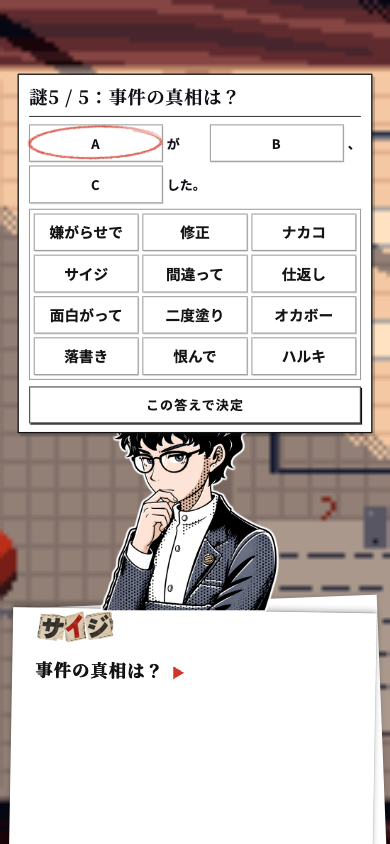 謎5 / 5：事件の真相は？
A が B 、
C した。
嫌がらせで 修正 ナカコ
サイジ 間違って 仕返し
面白がって 二度塗り オカボー
落書き 恨んで ハルキ
この答えで決定
サイジ
事件の真相は？